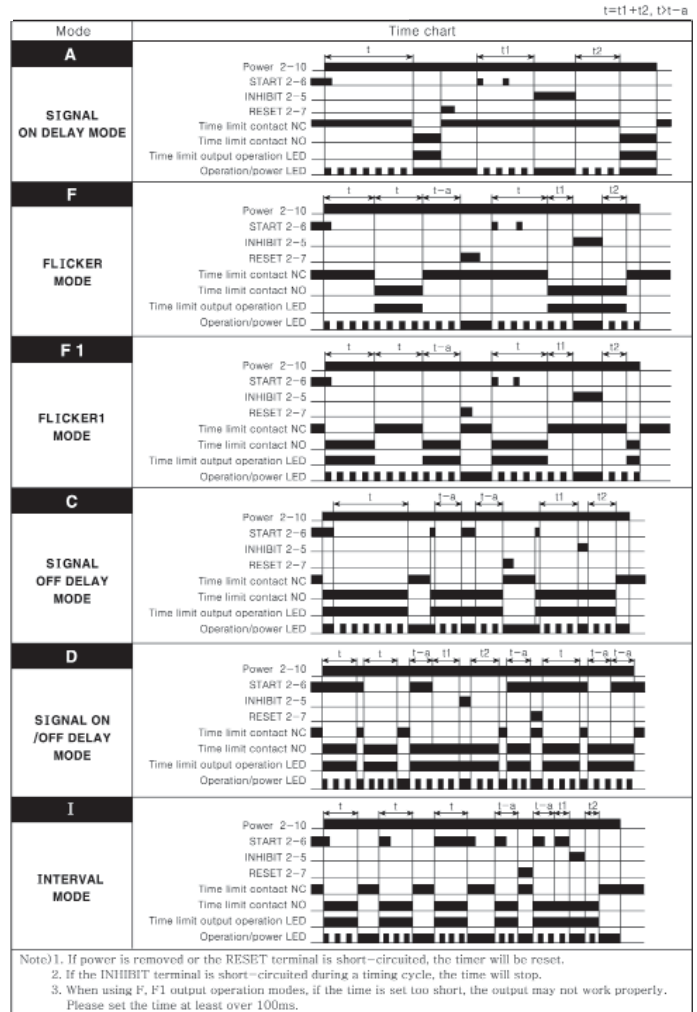 t=t1+t2, t>t-a
Mode Time chart
A
SIGNAL
ON DELAY MODE
t t1 t2
Power 2-10
START 2-6
INHIBIT 2-5
RESET 2-7
Time limit contact NC
Time limit contact NO
Time limit output operation LED
Operation/power LED
F
FLICKER
MODE
t t t-a t t1 t2
Power 2-10
START 2-6
INHIBIT 2-5
RESET 2-7
Time limit contact NC
Time limit contact NO
Time limit output operation LED
Operation/power LED
F1
FLICKER1
MODE
t t t-a t t1 t2
Power 2-10
START 2-6
INHIBIT 2-5
RESET 2-7
Time limit contact NC
Time limit contact NO
Time limit output operation LED
Operation/power LED
C
SIGNAL
OFF DELAY
MODE
t t-a t-a t1 t2
Power 2-10
START 2-6
INHIBIT 2-5
RESET 2-7
Time limit contact NC
Time limit contact NO
Time limit output operation LED
Operation/power LED
D
SIGNAL ON
/OFF DELAY
MODE
t t t-a t1 t2 t-a t t-a t-a
Power 2-10
START 2-6
INHIBIT 2-5
RESET 2-7
Time limit contact NC
Time limit contact NO
Time limit output operation LED
Operation/power LED
I
INTERVAL
MODE
t t t t-a t-a t1 t2
Power 2-10
START 2-6
INHIBIT 2-5
RESET 2-7
Time limit contact NC
Time limit contact NO
Time limit output operation LED
Operation/power LED
Note)1. If power is removed or the RESET terminal is short-circuited, the timer will be reset.
2. If the INHIBIT terminal is short-circuited during a timing cycle, the time will stop.
3. When using F, F1 output operation modes, if the time is set too short, the output may not work properly.
Please set the time at least over 100ms.